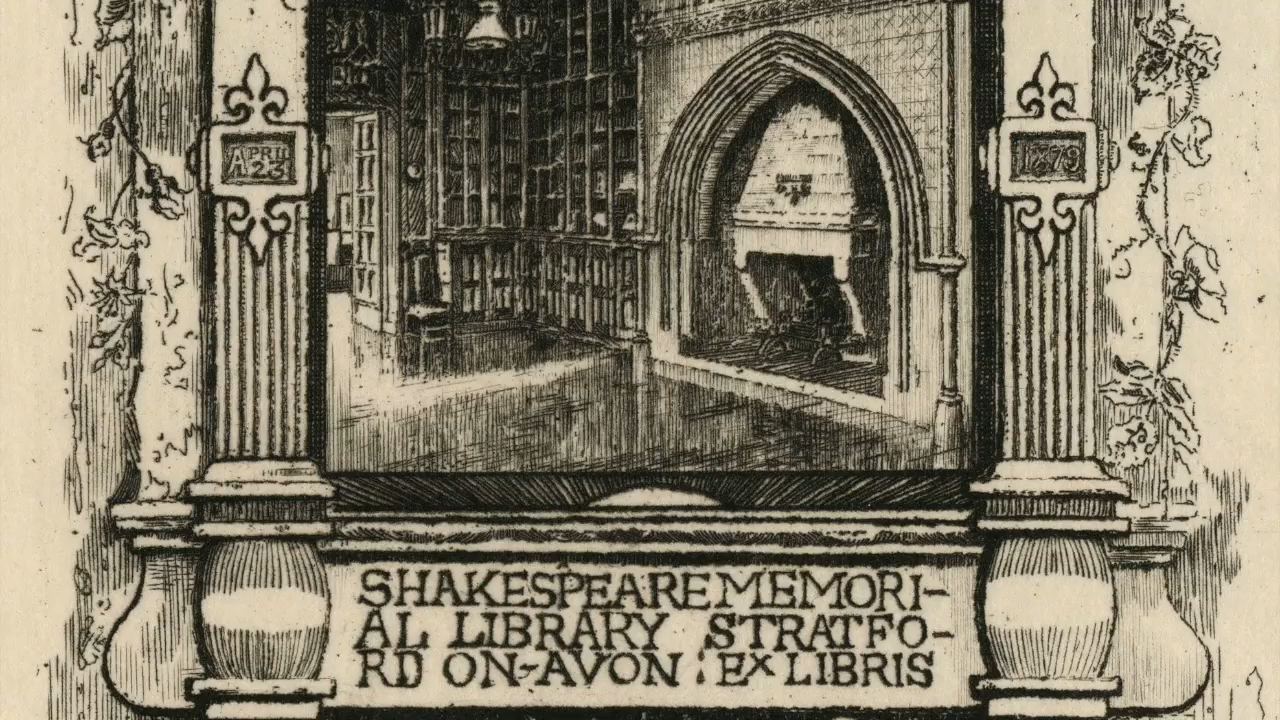 APRIL
23
1879
SHAKESPEARE MEMORI-
AL LIBRARY STRATFO-
RD ON-AVON : EX LIBRIS